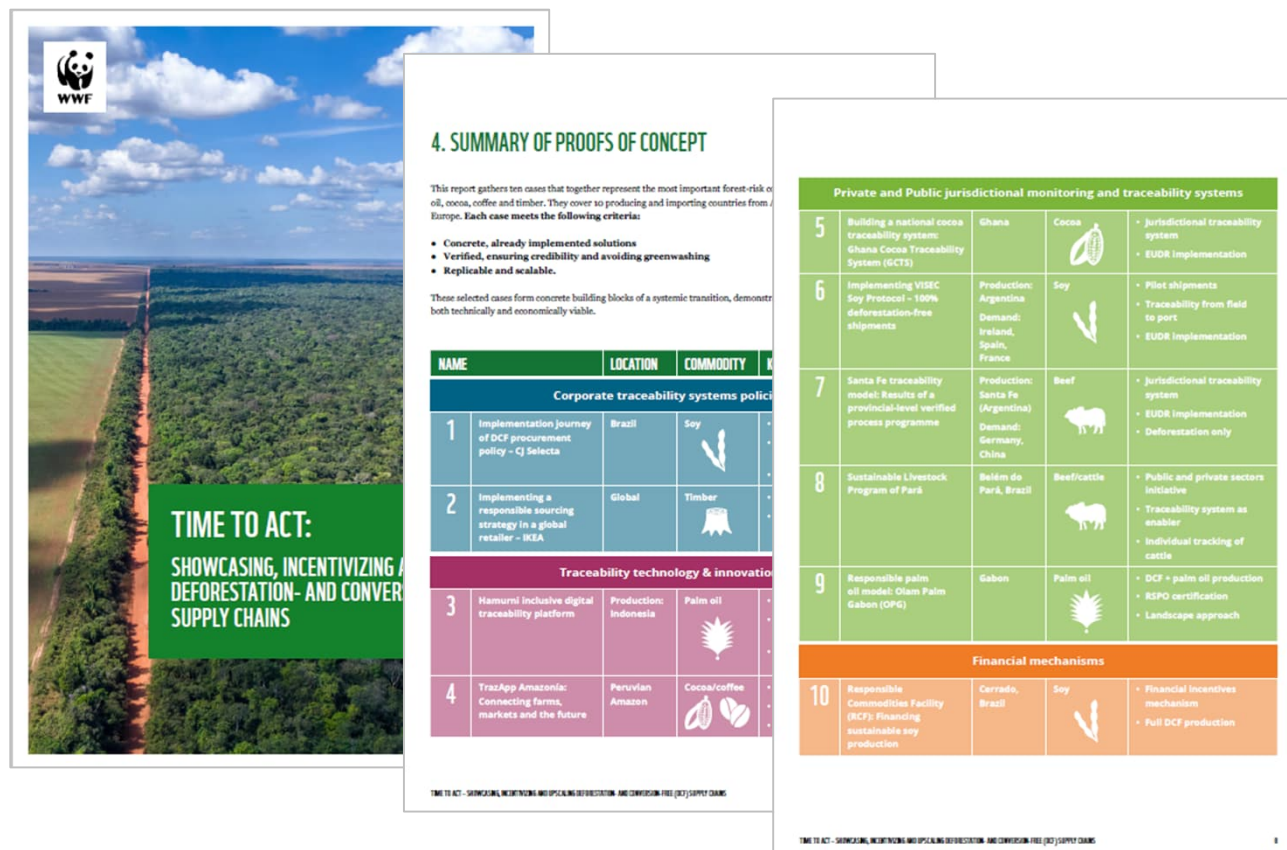 WWF
TIME TO ACT:
SHOWCASING, INCENTIVIZING
DEFORESTATION- AND CONVER
SUPPLY CHAINS
4. SUMMARY OF PROOFS OF CONCEPT
This report gathers ten cases that together represent the most important forest-risk
oil, cocoa, coffee and timber. They cover 10 producing and importing countries from
Europe. Each case meets the following criteria:
• Concrete, already implemented solutions
• Verified, ensuring credibility and avoiding greenwashing
• Replicable and scalable.
These selected cases form concrete building blocks of a systemic transition, demonstr
both technically and economically viable.
NAME LOCATION COMMODITY K
Corporate traceability systems polici
1 Implementation journey Brazil Soy
of DCF procurement
policy – CJ Selecta
2 Implementing a Global Timber
responsible sourcing
strategy in a global
retailer – IKEA
Traceability technology & innovatio
3 Hamurni inclusive digital Production: Palm oil
traceability platform Indonesia
4 TrazApp Amazonía: Peruvian Cocoa/coffee
Connecting farms, Amazon
markets and the future
TIME TO ACT – SHOWCASING, INCENTIVIZING AND UPSCALING DEFORESTATION- AND CONVERSION-FREE (DCF) SUPPLY CHAINS
Private and Public jurisdictional monitoring and traceability systems
5 Building a national cocoa Ghana Cocoa • Jurisdictional traceability
traceability system: system
Ghana Cocoa Traceability • EUDR implementation
System (GCTS)
6 Implementing VISEC Production: Soy • Pilot shipments
Soy Protocol – 100% Argentina • Traceability from field
deforestation-free Demand: to port
shipments Ireland, • EUDR implementation
Spain,
France
7 Santa Fe traceability Production: Beef • Jurisdictional traceability
model: Results of a Santa Fe system
provincial-level verified (Argentina) • EUDR implementation
process programme Demand: • Deforestation only
Germany,
China
8 Sustainable Livestock Belém do Beef/cattle • Public and private sectors
Program of Pará Pará, Brazil initiative
• Traceability system as
enabler
• Individual tracking of
cattle
9 Responsible palm Gabon Palm oil • DCF + palm oil production
oil model: Olam Palm • RSPO certification
Gabon (OPG) • Landscape approach
Financial mechanisms
10 Responsible Cerrado, Soy • Financial incentives
Commodities Facility Brazil mechanism
(RCF): Financing • Full DCF production
sustainable soy
production
TIME TO ACT – SHOWCASING, INCENTIVIZING AND UPSCALING DEFORESTATION- AND CONVERSION-FREE (DCF) SUPPLY CHAINS